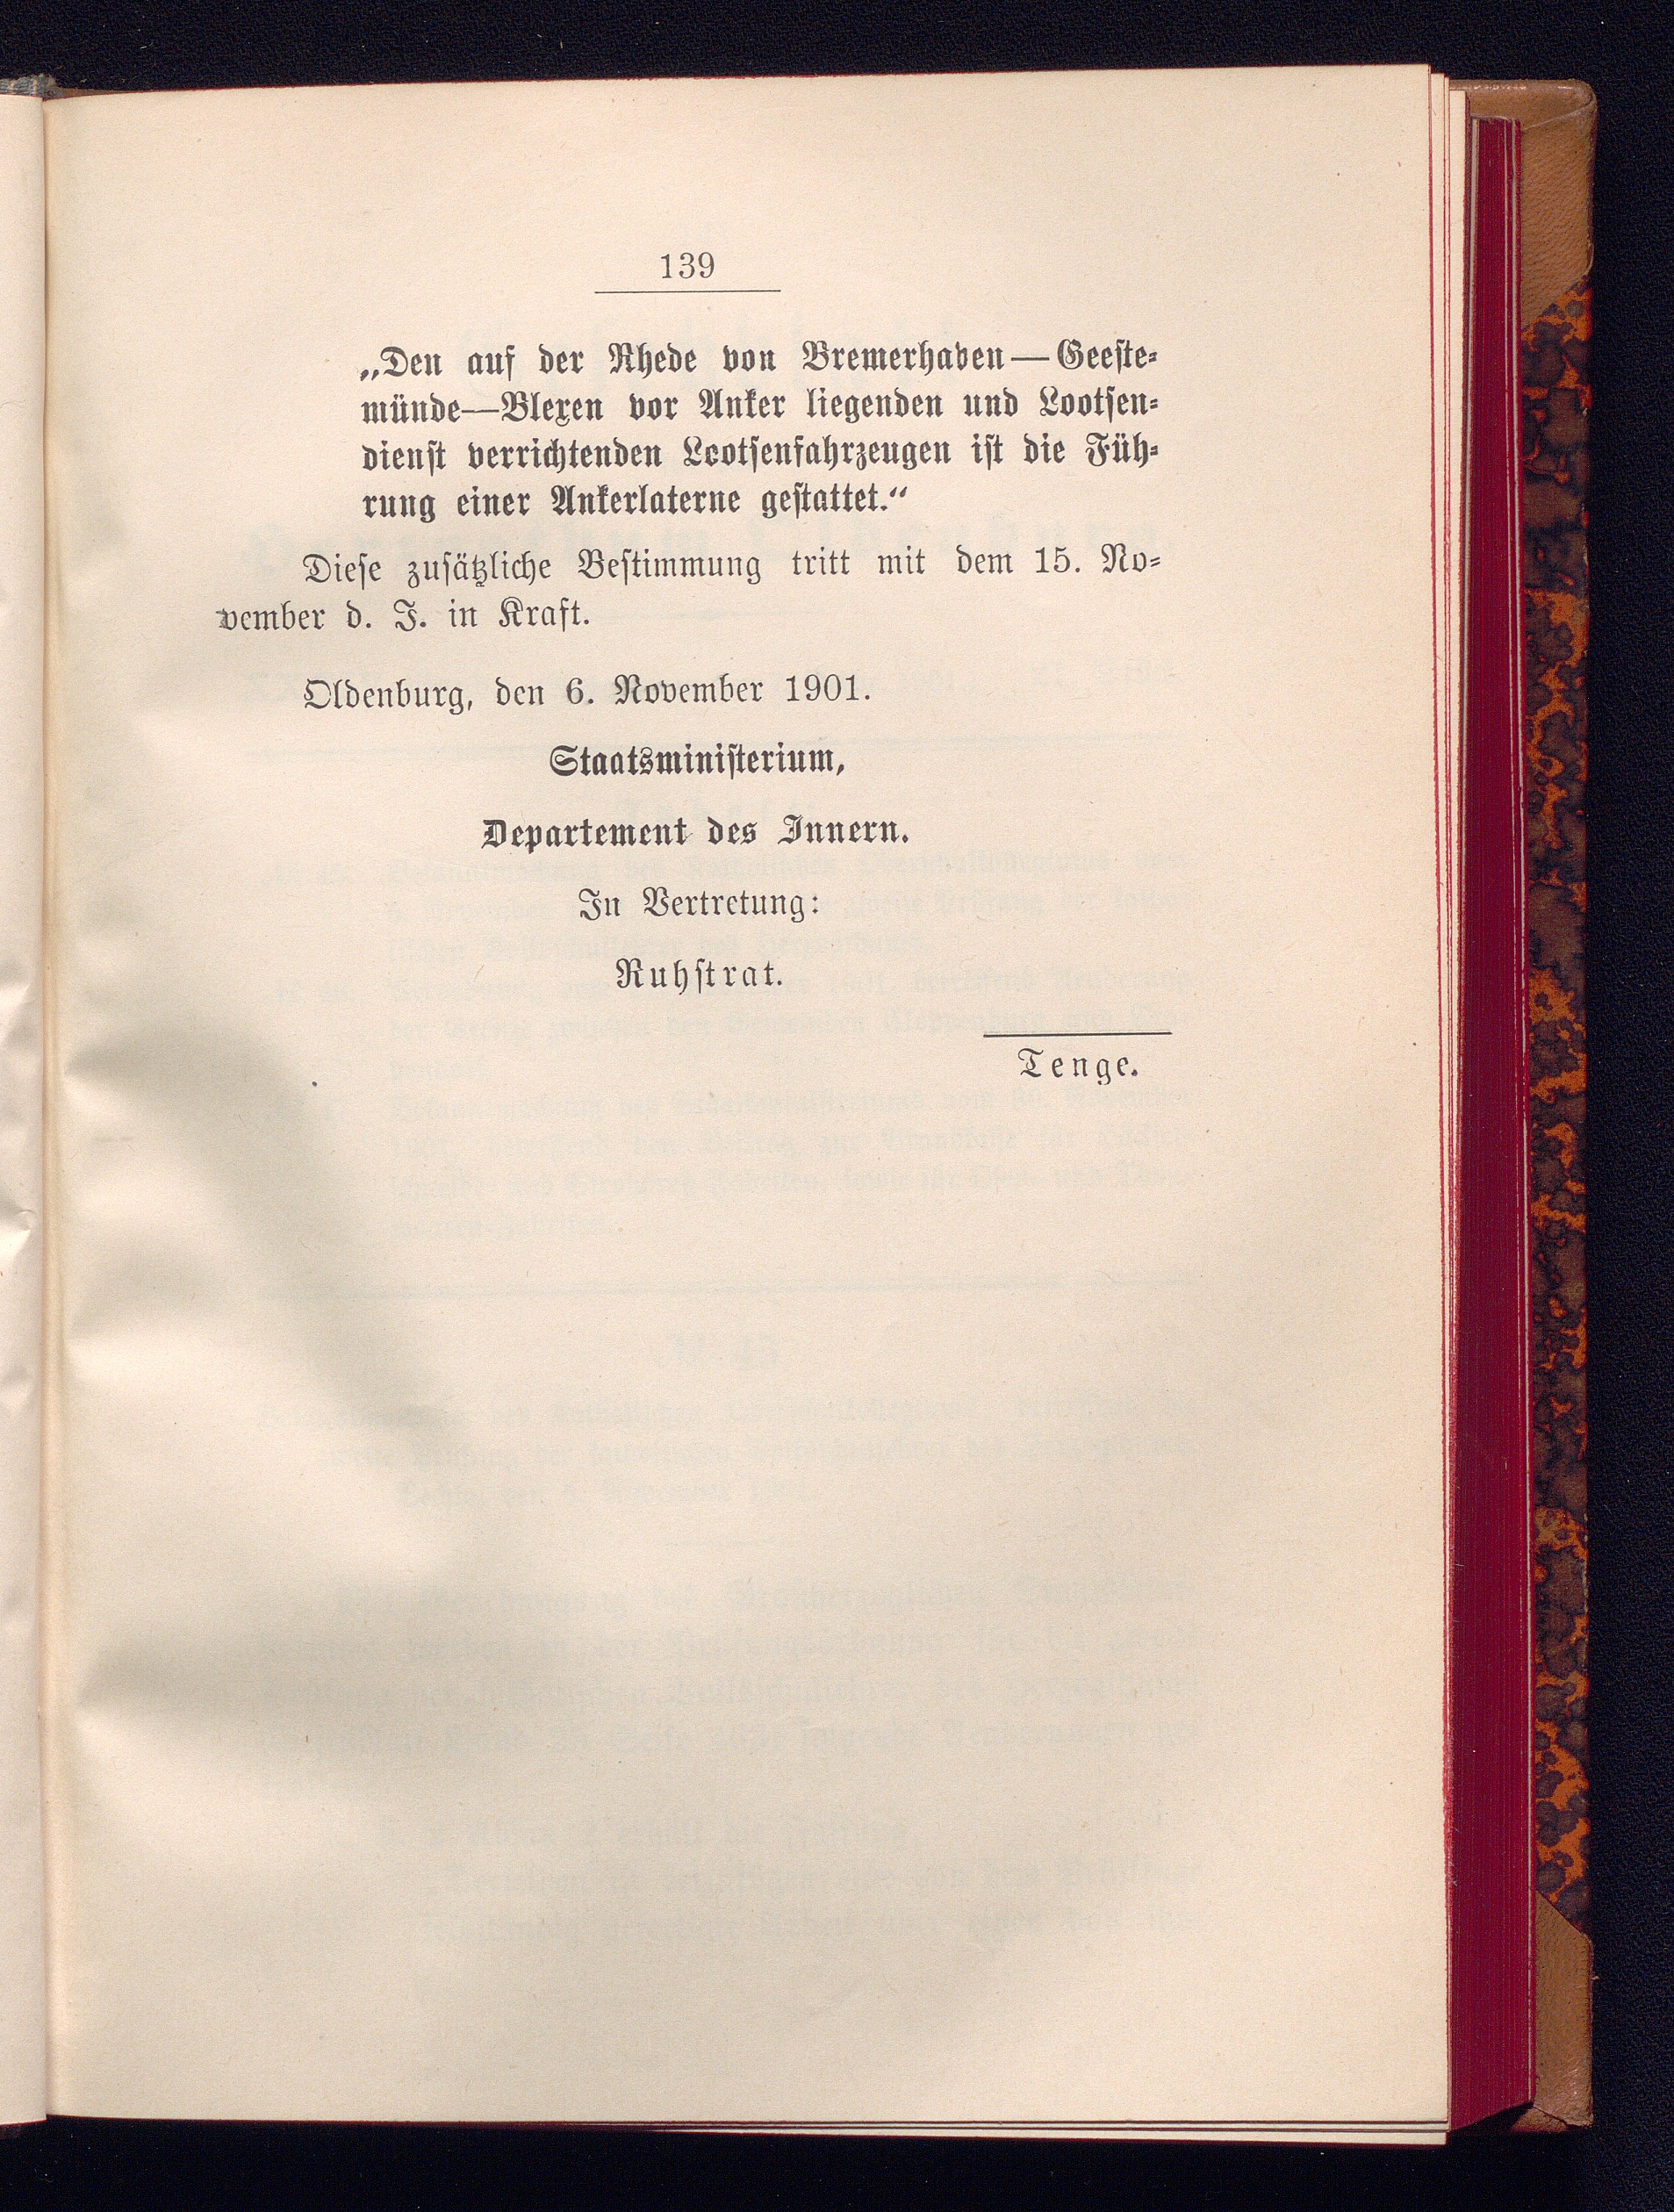 139
„Den auf der Rhede von Bremerhaven—Geeste-
münde—Blexen vor Anker liegenden und Lootsen-
dienst verrichtenden Lootsenfahrzeugen ist die Füh-
rung einer Ankerlaterne gestattet.“
Diese zusätzliche Bestimmung tritt mit dem 15. No-
vember d. J. in Kraft.
Oldenburg, den 6. November 1901.
Staatsministerium,
Departement des Innern.
In Vertretung:
Ruhstrat.
Tenge.